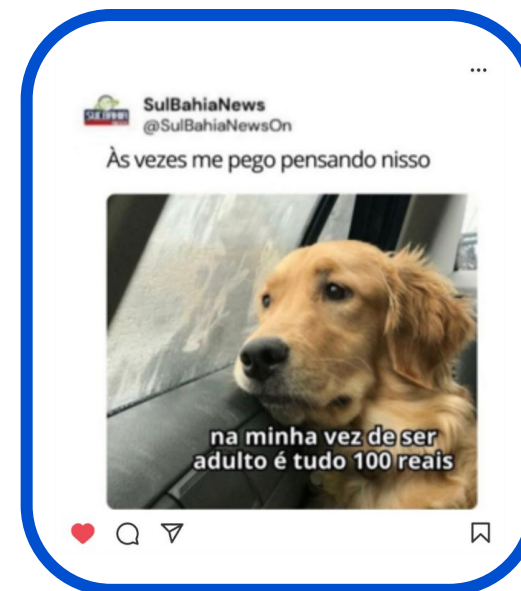 SulBahiaNews
@SulBahiaNewsOn
Às vezes me pego pensando nisso
na minha vez de ser
adulto é tudo 100 reais